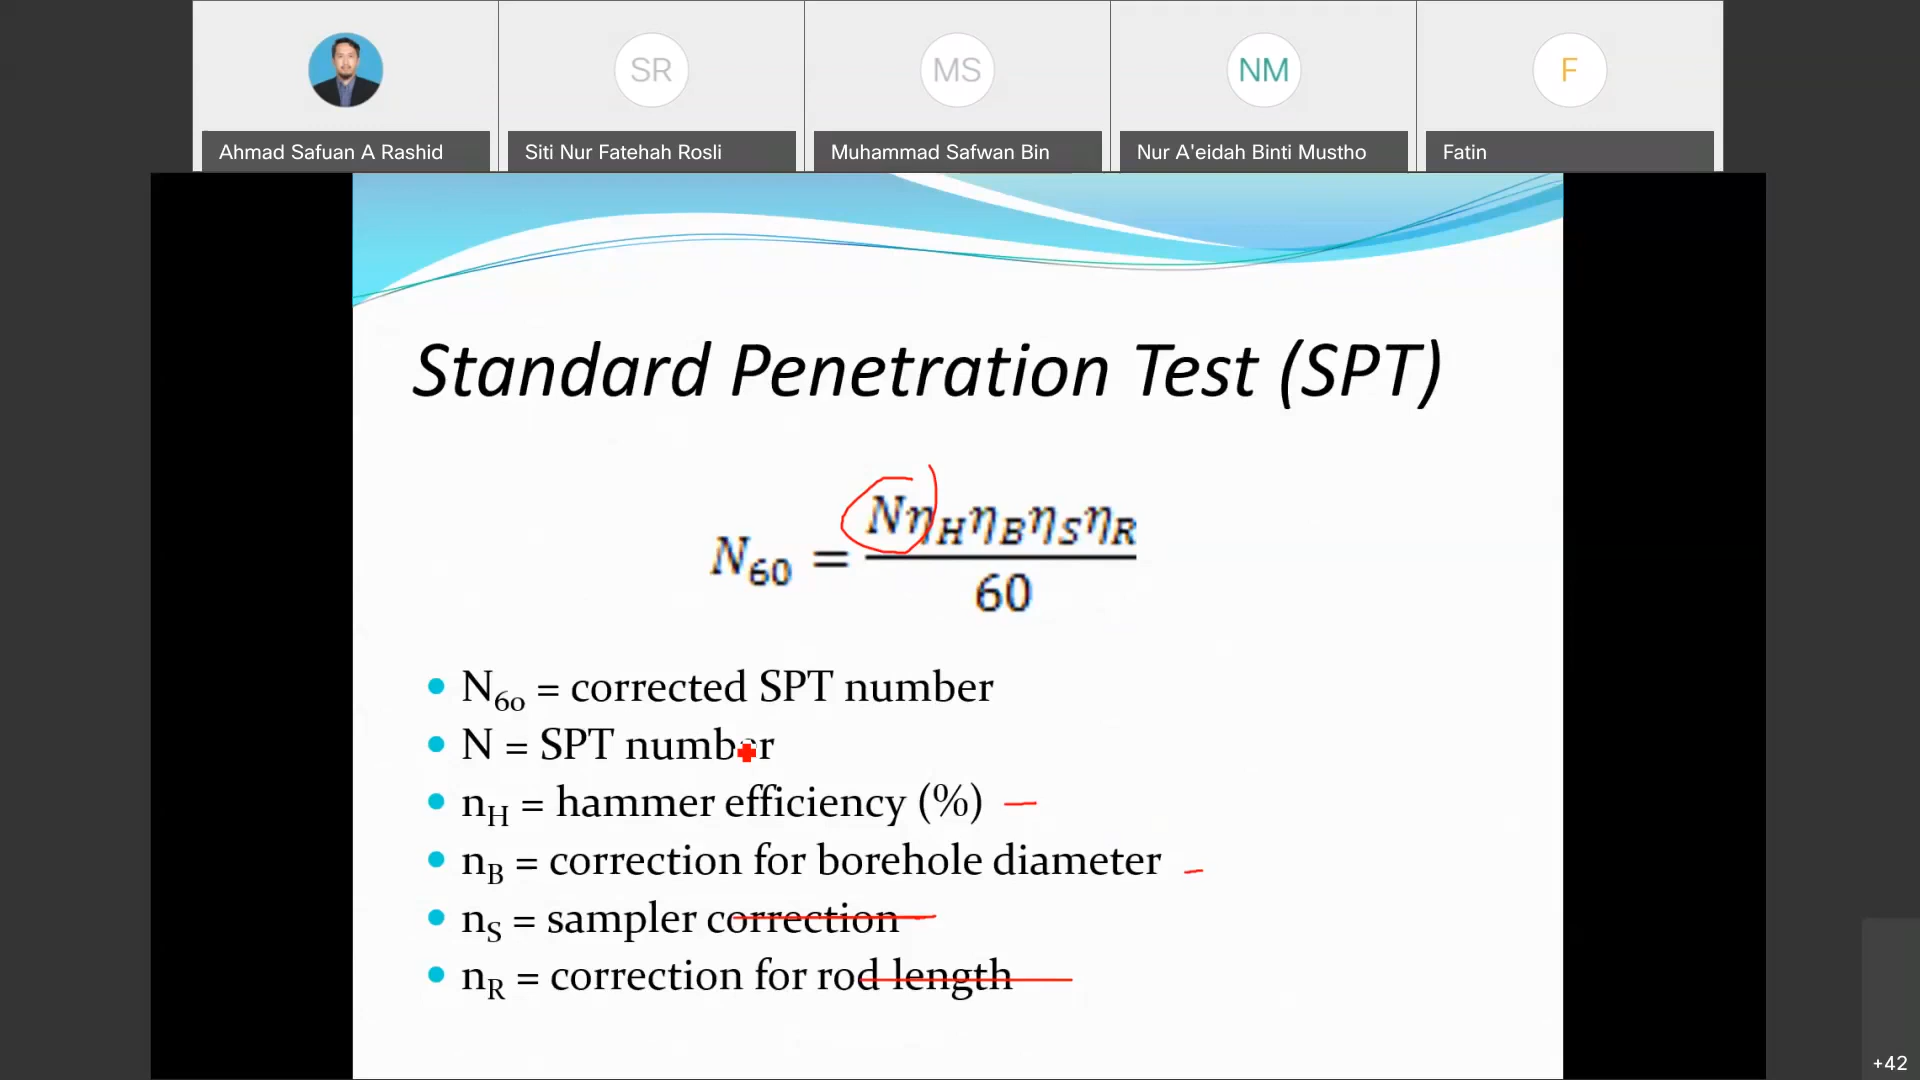 SR
MS
NM
F
Ahmad Safuan A Rashid
Siti Nur Fatehah Rosli
Muhammad Safwan Bin
Nur A'eidah Binti Mustho
Fatin
Standard Penetration Test (SPT)
N₆₀ = NηHηBηSηR / 60
• N₆₀ = corrected SPT number
• N = SPT number
• nH = hammer efficiency (%)
• nB = correction for borehole diameter
• nS = sampler correction
• nR = correction for rod length
+42